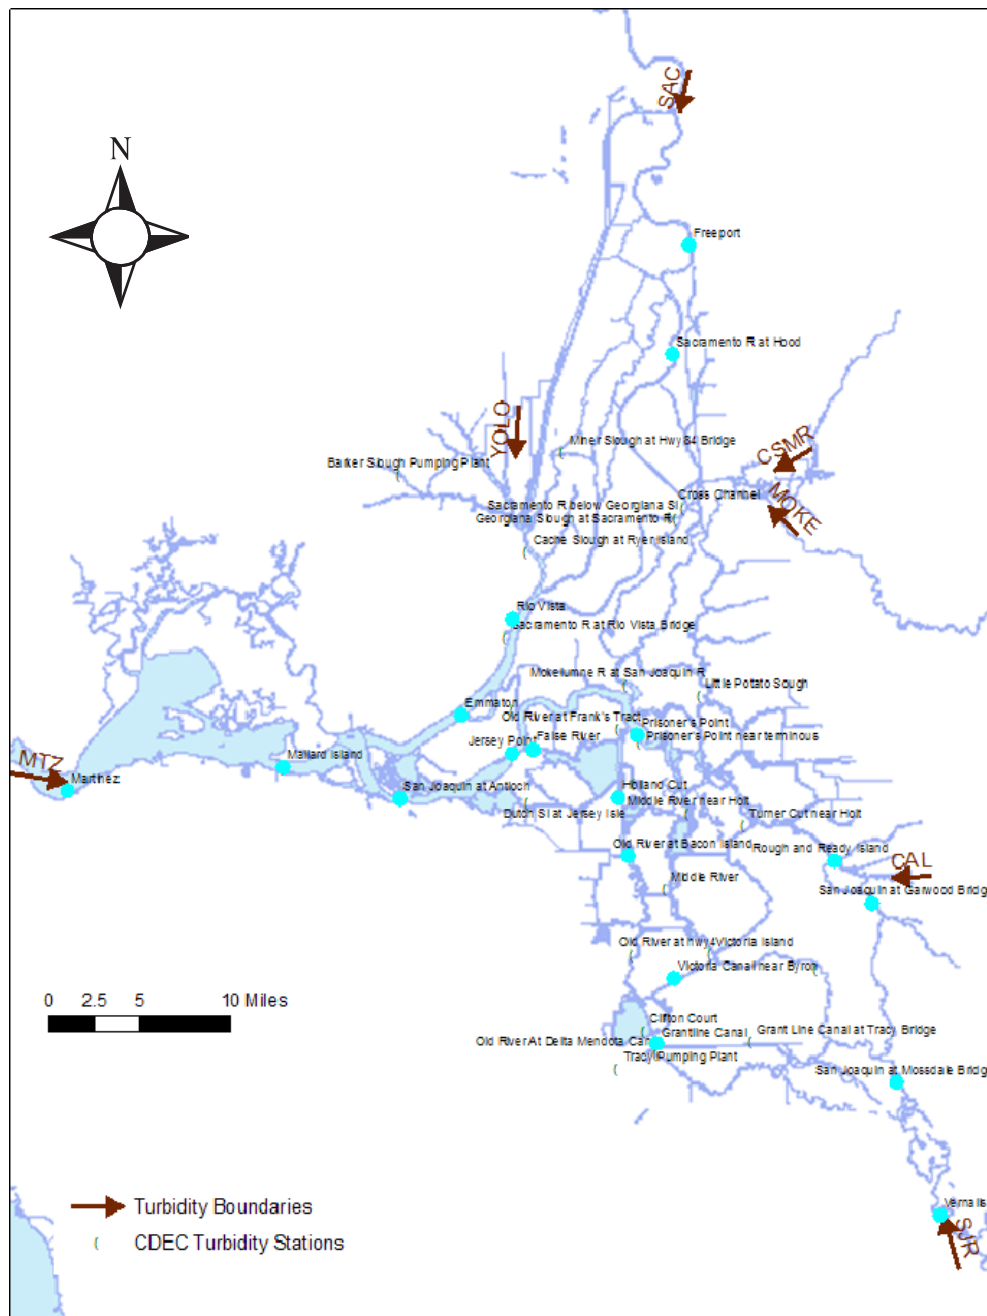 SAC
N
Freeport
Sacramento R at Hood
YOLO
Miner Slough at Hwy 84 Bridge
CSMR
Barker Slough Pumping Plant
Cross Channel
MOKE
Sacramento R below Georgiana Sl
Georgiana Slough at Sacramento R
Cache Slough at Ryer Island
Rio Vista
Sacramento R at Rio Vista Bridge
Mokelumne R at San Joaquin R
Little Potato Sough
Emmaton
Old River at Frank's Tract
Prisoner's Point
False River
Prisoner's Point near terminous
Jersey Point
MTZ
Mallard Island
Martinez
San Joaquin at Antioch
Holland Cut
Middle River near Holt
Dutch Sl at Jersey Isle
Turner Cut near Holt
Old River at Bacon Island
Rough and Ready Island
CAL
Middle River
San Joaquin at Garwood Bridg
Old River at hwy4
Victoria Island
Victoria Canal near Byron
0 2.5 5 10 Miles
Clifton Court
Grantline Canal
Grant Line Canal at Tracy Bridge
Old River At Delta Mendota Can
Tracy Pumping Plant
San Joaquin at Mossdale Bridg
Vernalis
SJR
Turbidity Boundaries
CDEC Turbidity Stations